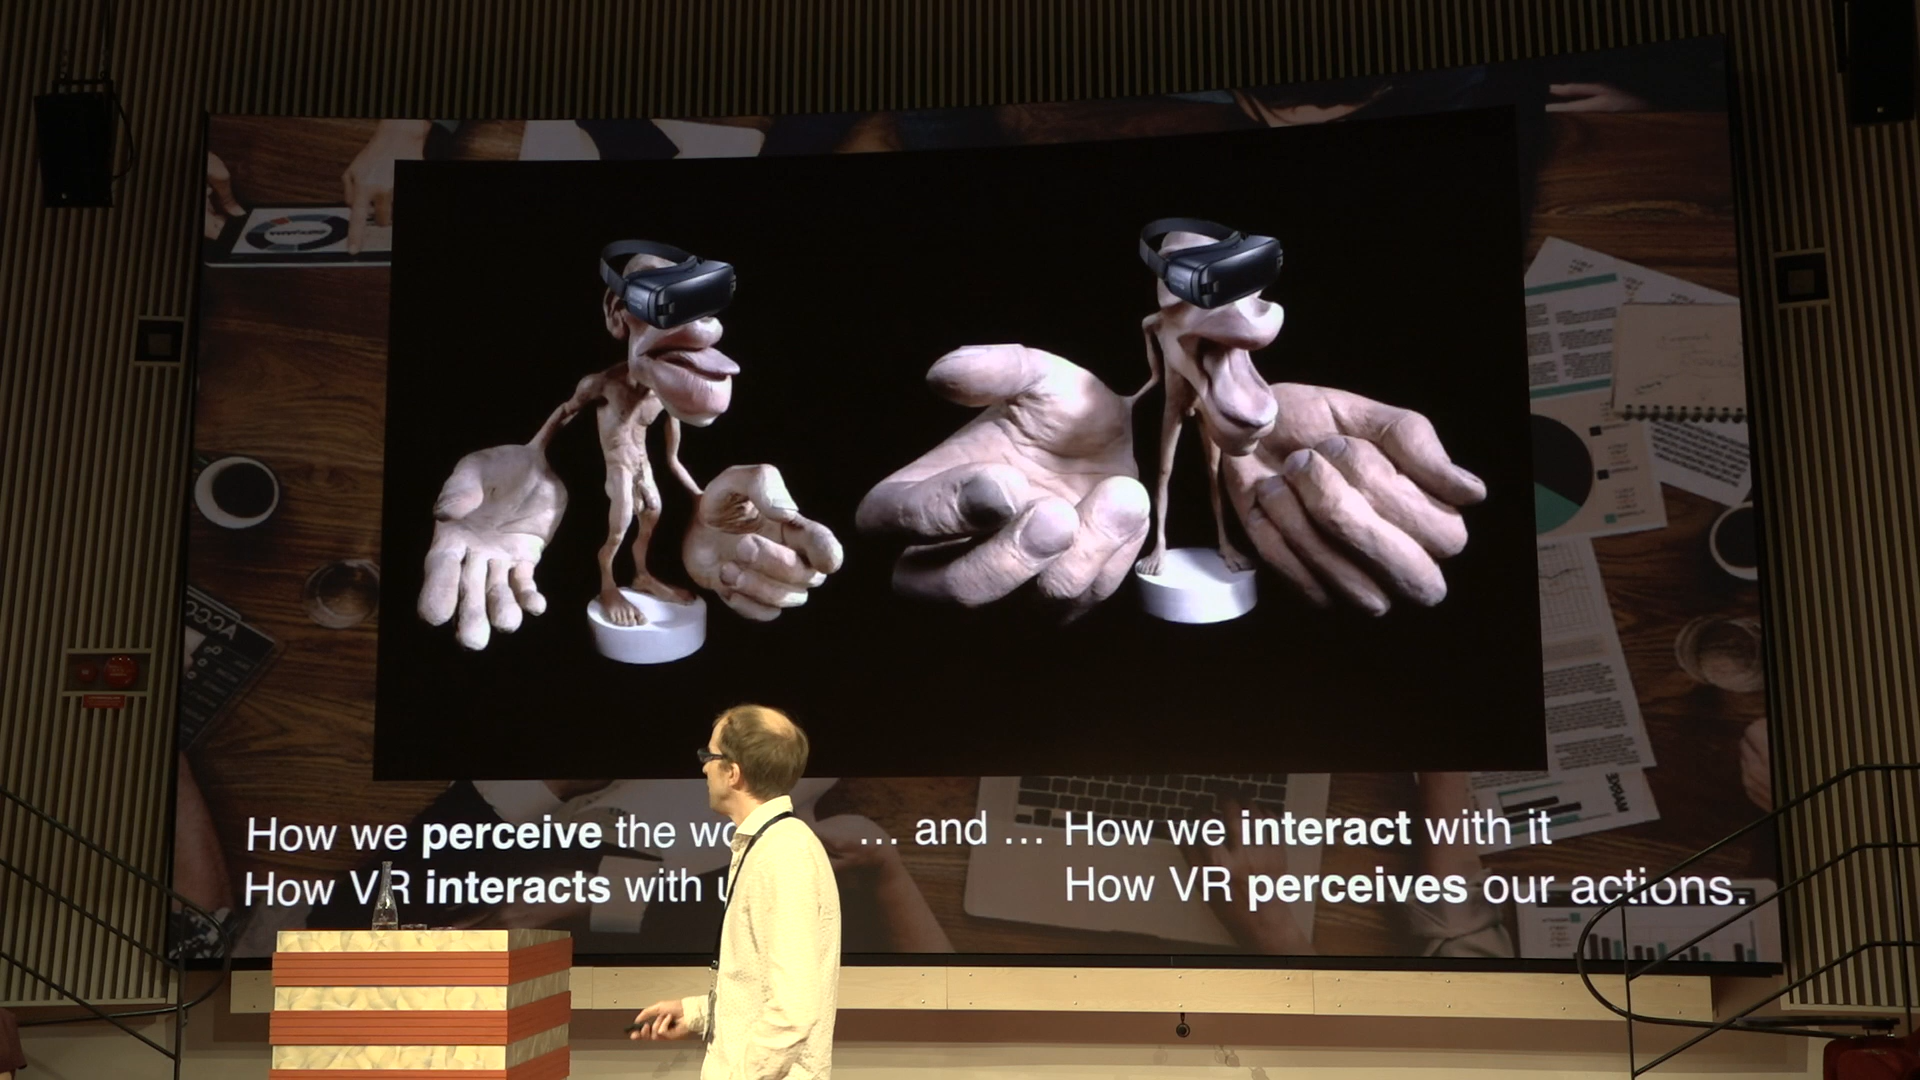 How we perceive the wo
… and … How we interact with it
How VR interacts with u
How VR perceives our actions.